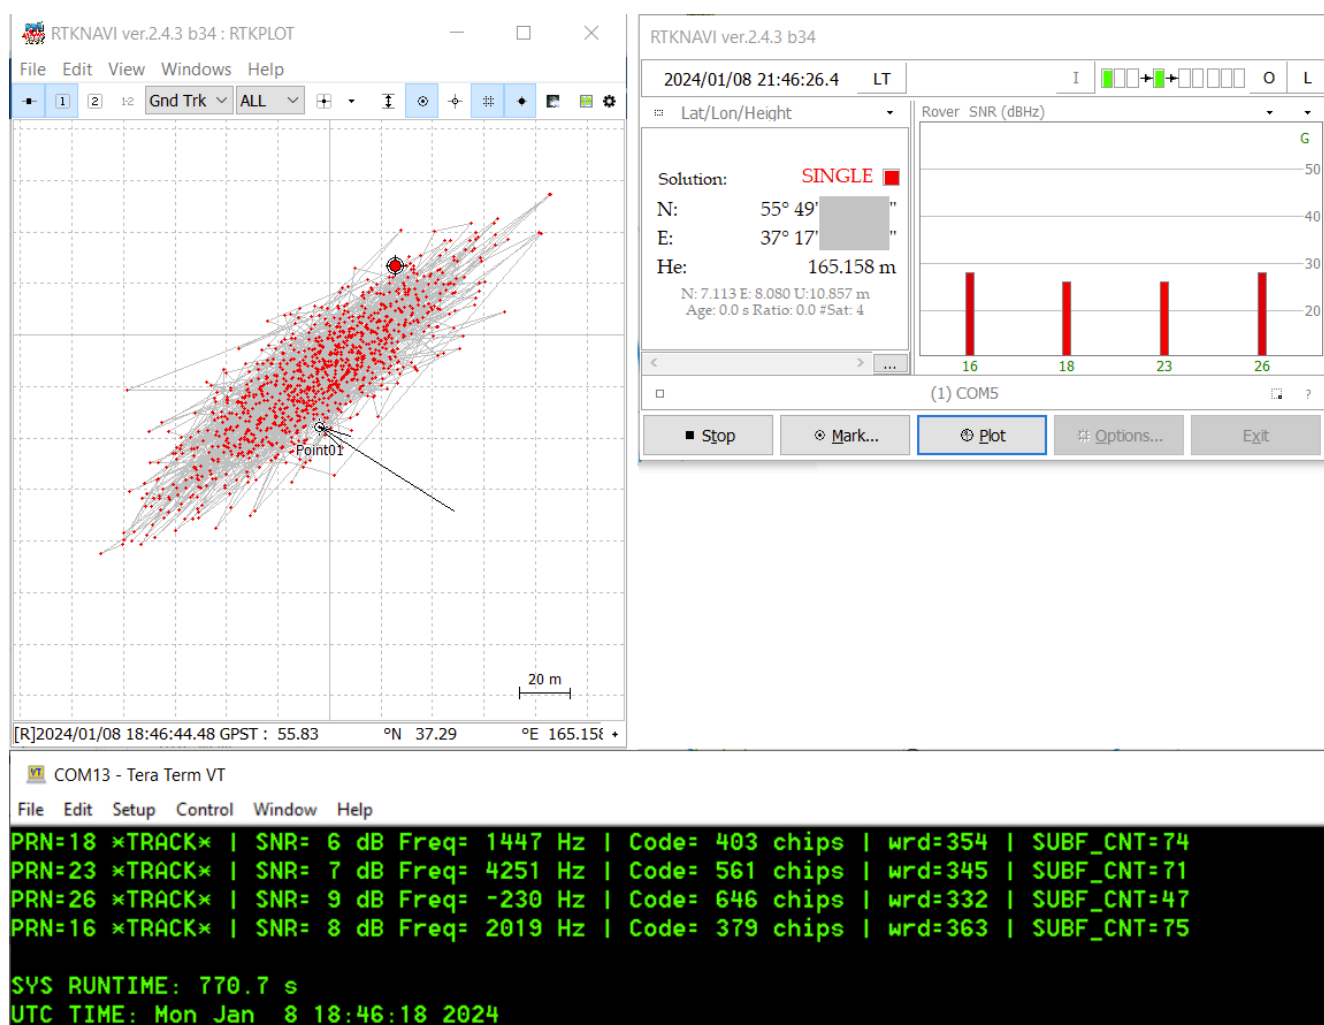 RTKNAVI ver.2.4.3 b34 : RTKPLOT
File Edit View Windows Help
1 2 1-2 Gnd Trk ALL
Point01
20 m
[R]2024/01/08 18:46:44.48 GPST : 55.83 °N 37.29 °E 165.158
RTKNAVI ver.2.4.3 b34
2024/01/08 21:46:26.4 LT I O L
Lat/Lon/Height
Solution: SINGLE
N: 55° 49' "
E: 37° 17' "
He: 165.158 m
N: 7.113 E: 8.080 U:10.857 m
Age: 0.0 s Ratio: 0.0 #Sat: 4
...
Rover SNR (dBHz)
G
50
40
30
20
16 18 23 26
(1) COM5 ?
Stop Mark... Plot Options... Exit
VT COM13 - Tera Term VT
File Edit Setup Control Window Help
PRN=18 *TRACK* | SNR= 6 dB Freq= 1447 Hz | Code= 403 chips | wrd=354 | SUBF_CNT=74
PRN=23 *TRACK* | SNR= 7 dB Freq= 4251 Hz | Code= 561 chips | wrd=345 | SUBF_CNT=71
PRN=26 *TRACK* | SNR= 9 dB Freq= -230 Hz | Code= 646 chips | wrd=332 | SUBF_CNT=47
PRN=16 *TRACK* | SNR= 8 dB Freq= 2019 Hz | Code= 379 chips | wrd=363 | SUBF_CNT=75
SYS RUNTIME: 770.7 s
UTC TIME: Mon Jan 8 18:46:18 2024